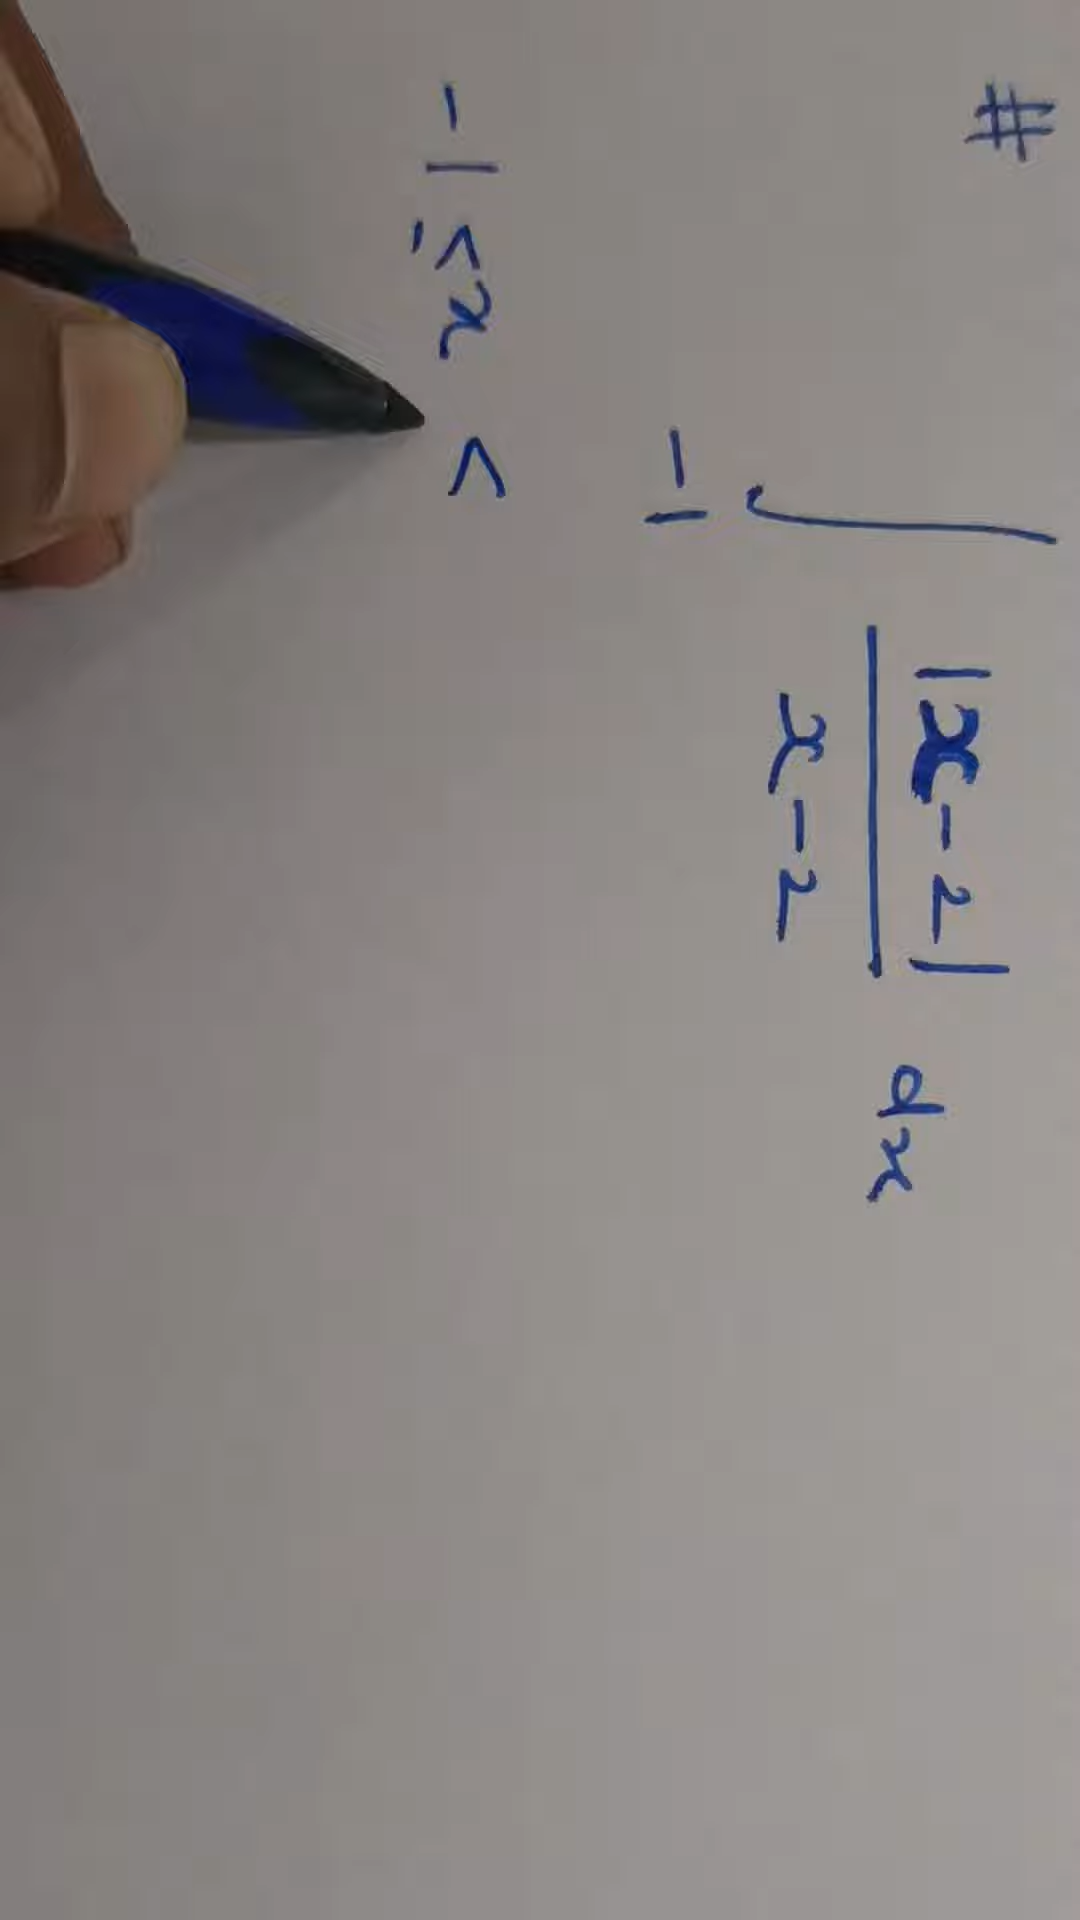 # ∫ |x-2| dx
x-2
-1
-1 ≤ x <